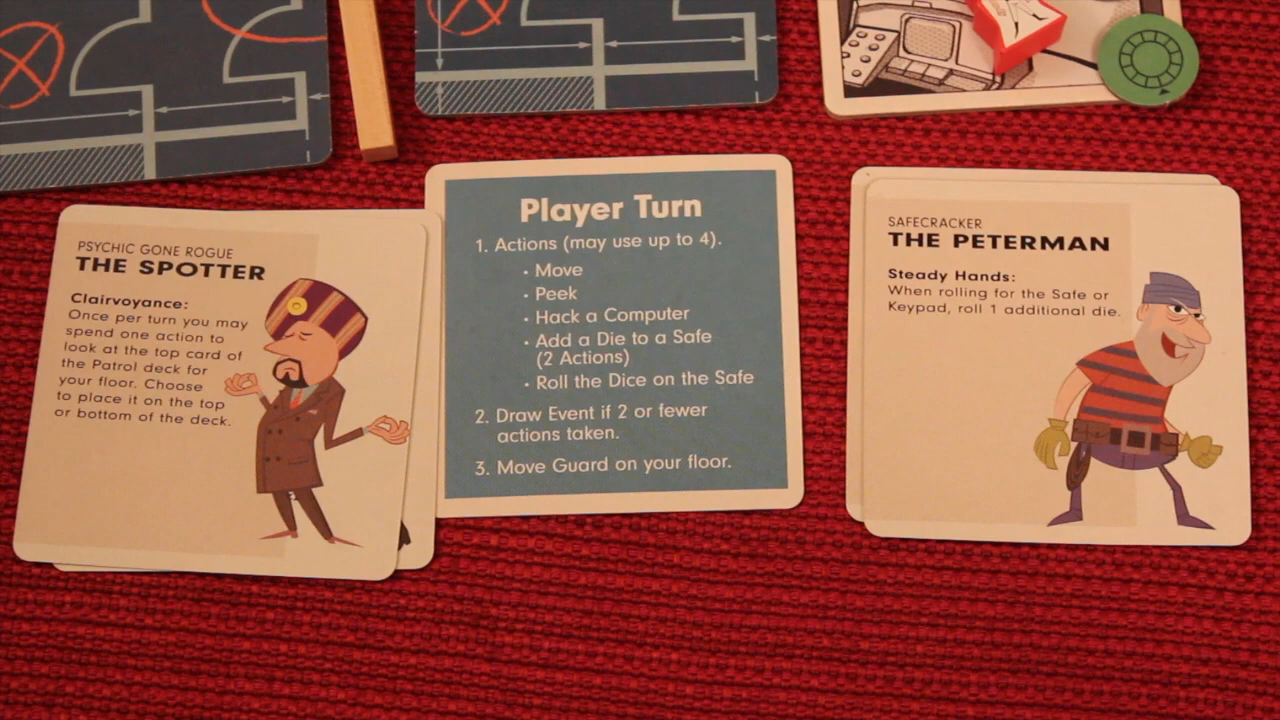 PSYCHIC GONE ROGUE
THE SPOTTER
Clairvoyance:
Once per turn you may
spend one action to
look at the top card of
the Patrol deck for
your floor. Choose
to place it on the top
or bottom of the deck.
Player Turn
1. Actions (may use up to 4).
· Move
· Peek
· Hack a Computer
· Add a Die to a Safe
(2 Actions)
· Roll the Dice on the Safe
2. Draw Event if 2 or fewer
actions taken.
3. Move Guard on your floor.
SAFECRACKER
THE PETERMAN
Steady Hands:
When rolling for the Safe or
Keypad, roll 1 additional die.